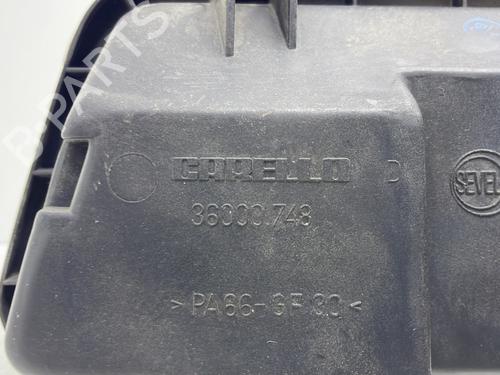 B-PARTS
CARELLO D
36000748
SEVEL
>PA66-GF30<